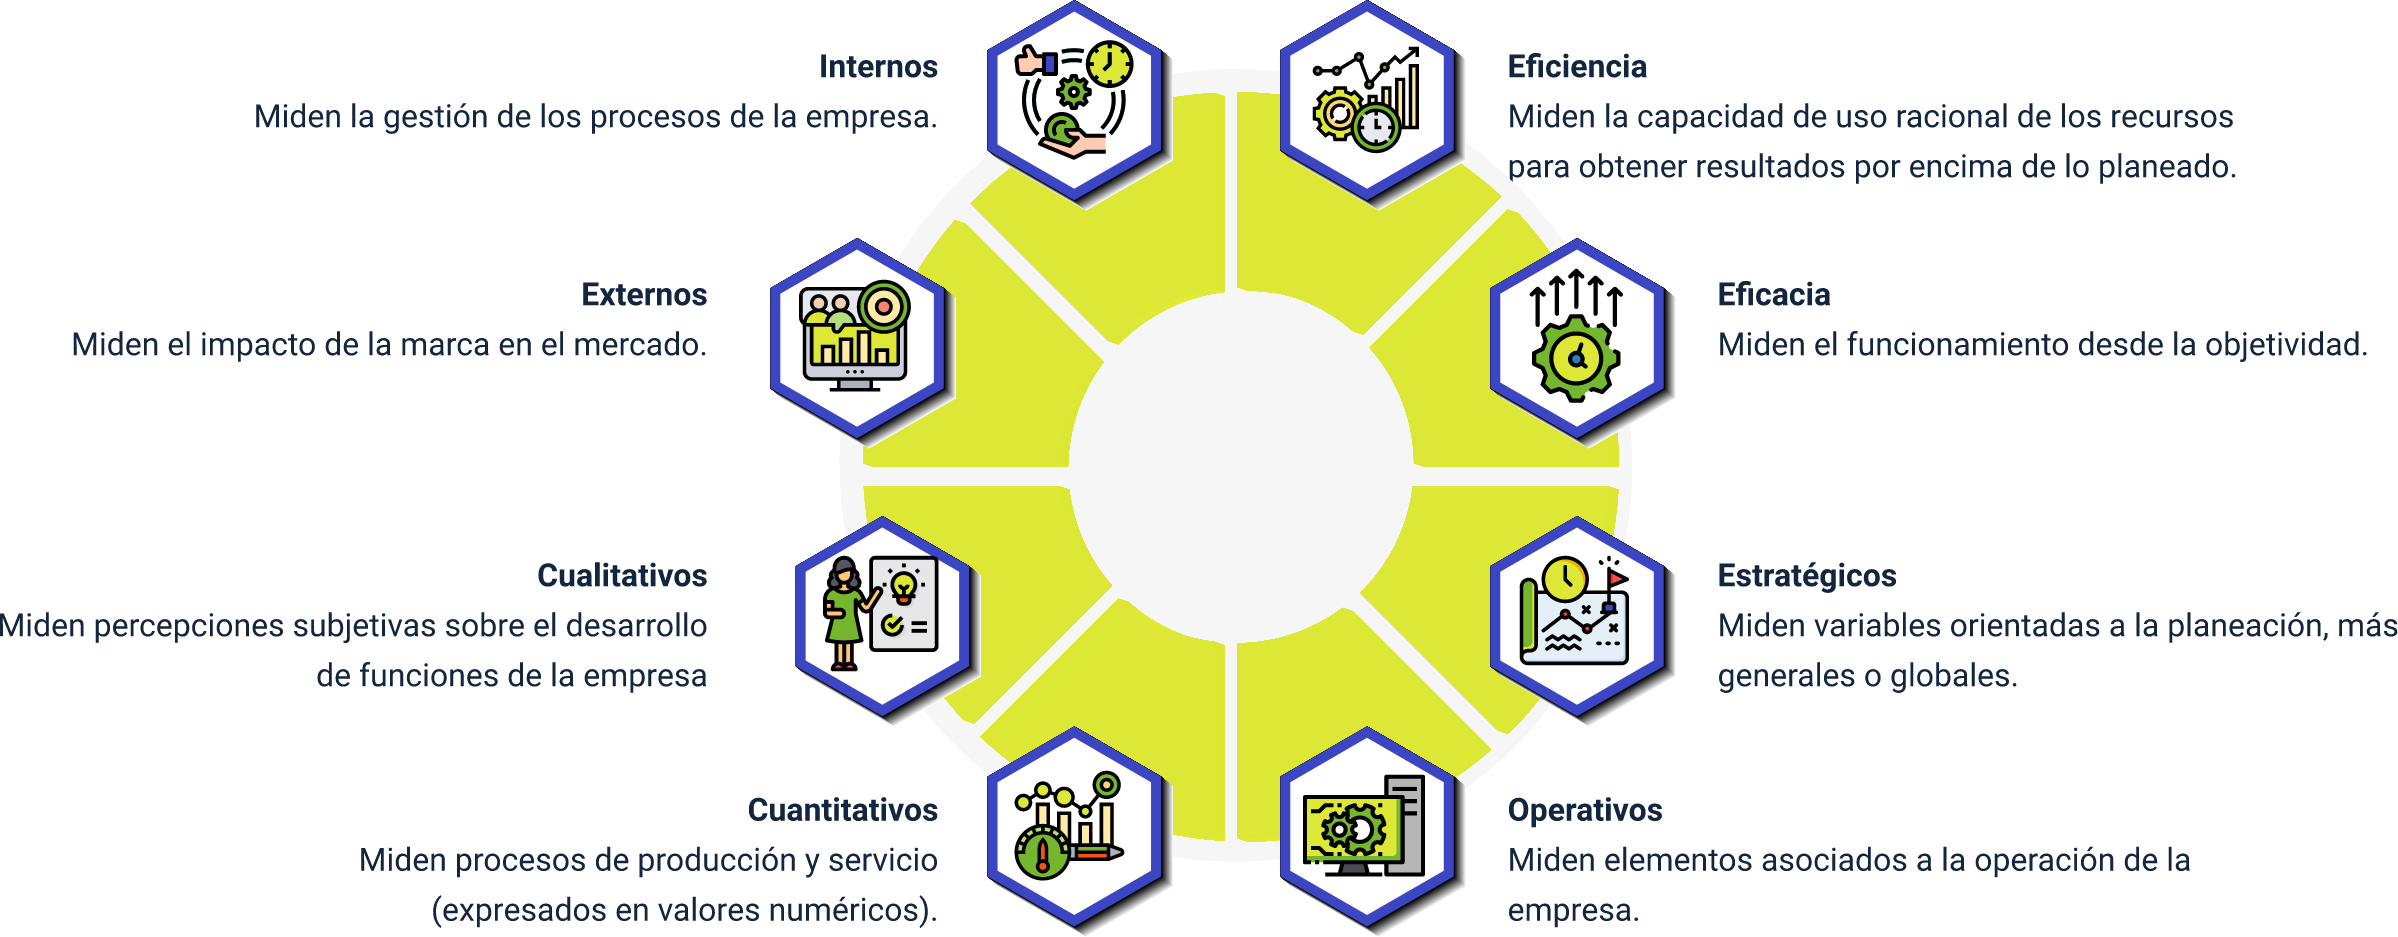 Internos
Miden la gestión de los procesos de la empresa.
Eficiencia
Miden la capacidad de uso racional de los recursos
para obtener resultados por encima de lo planeado.
Externos
Miden el impacto de la marca en el mercado.
Eficacia
Miden el funcionamiento desde la objetividad.
Cualitativos
Miden percepciones subjetivas sobre el desarrollo
de funciones de la empresa
Estratégicos
Miden variables orientadas a la planeación, más
generales o globales.
Cuantitativos
Miden procesos de producción y servicio
(expresados en valores numéricos).
Operativos
Miden elementos asociados a la operación de la
empresa.